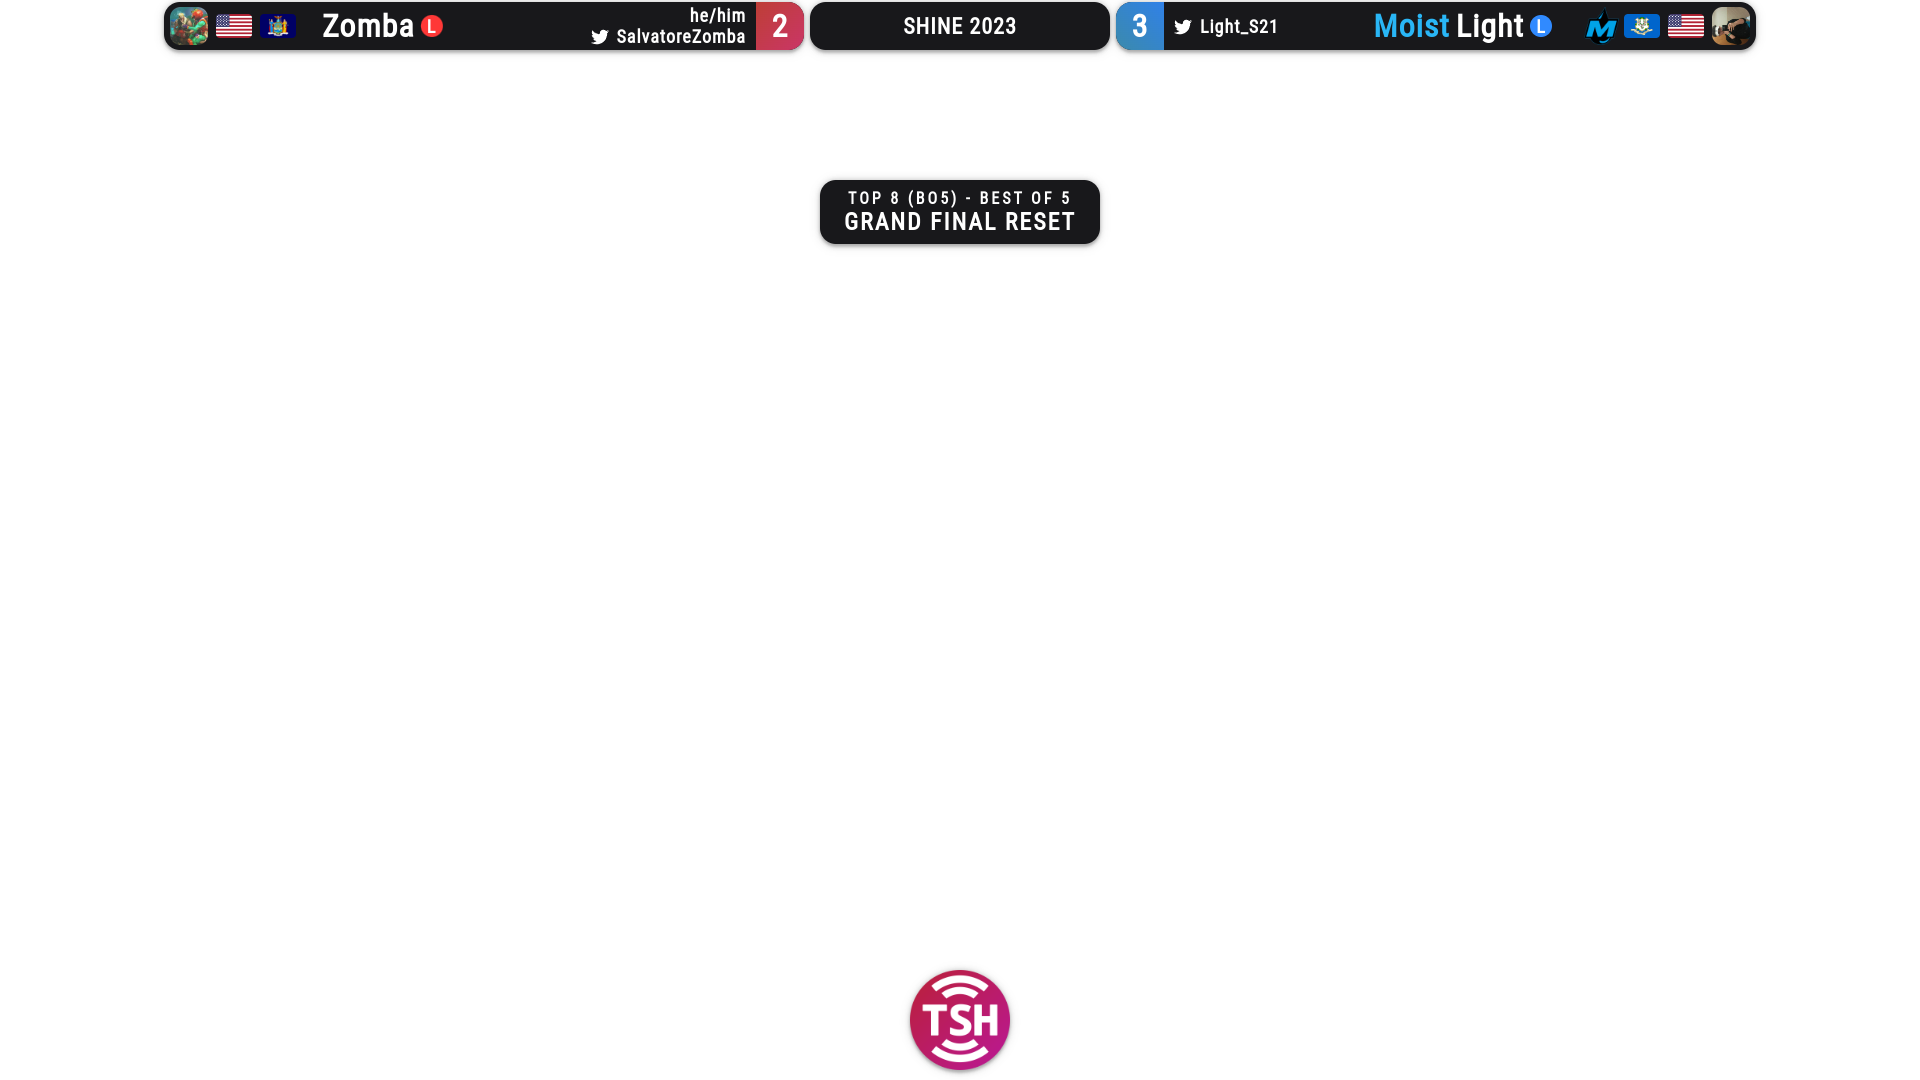 Zomba L
he/him
SalvatoreZomba
2
SHINE 2023
3
Light_S21
Moist Light L
M
TOP 8 (BO5) - BEST OF 5
GRAND FINAL RESET
TSH